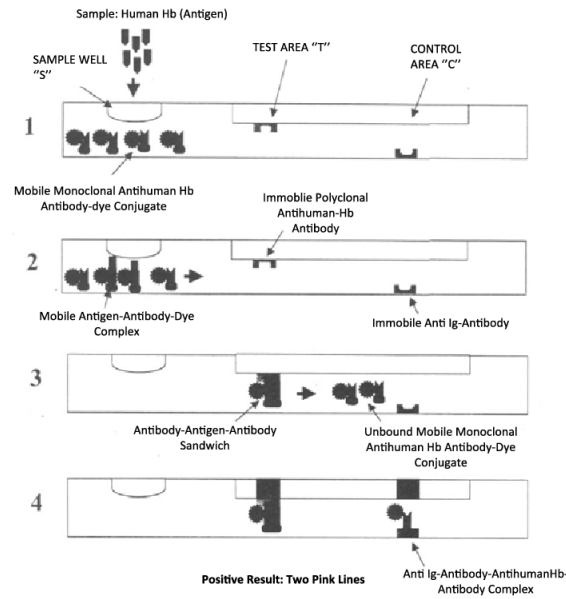 Sample: Human Hb (Antigen)
SAMPLE WELL
"S"
TEST AREA "T"
CONTROL
AREA "C"
1
Mobile Monoclonal Antihuman Hb
Antibody-dye Conjugate
Immoblie Polyclonal
Antihuman-Hb
Antibody
2
Mobile Antigen-Antibody-Dye
Complex
Immobile Anti Ig-Antibody
3
Antibody-Antigen-Antibody
Sandwich
Unbound Mobile Monoclonal
Antihuman Hb Antibody-Dye
Conjugate
4
Positive Result: Two Pink Lines
Anti Ig-Antibody-AntihumanHb-
Antibody Complex